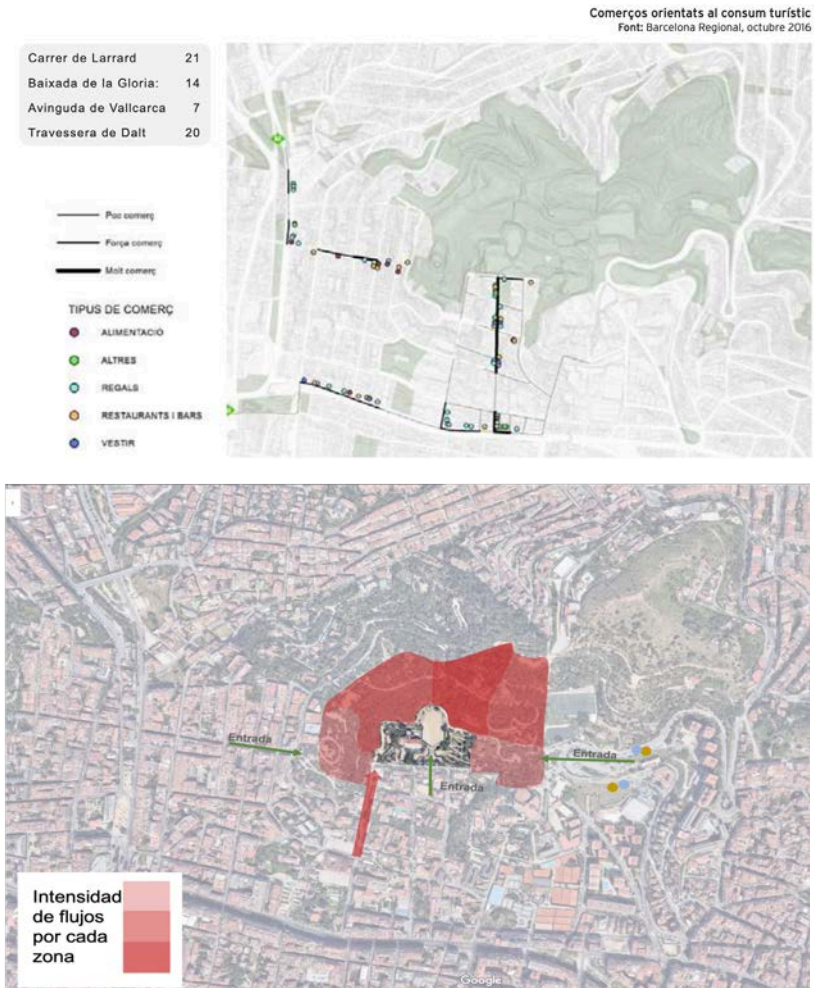 Comerços orientats al consum turístic
Font: Barcelona Regional, octubre 2016
Carrer de Larrard 21
Baixada de la Gloria: 14
Avinguda de Vallcarca 7
Travessera de Dalt 20
Poc comerç
Força comerç
Molt comerç
TIPUS DE COMERÇ
ALIMENTACIÓ
ALTRES
REGALS
RESTAURANTS I BARS
VESTIR
Entrada
Entrada
Entrada
Intensidad
de flujos
por cada
zona
Google